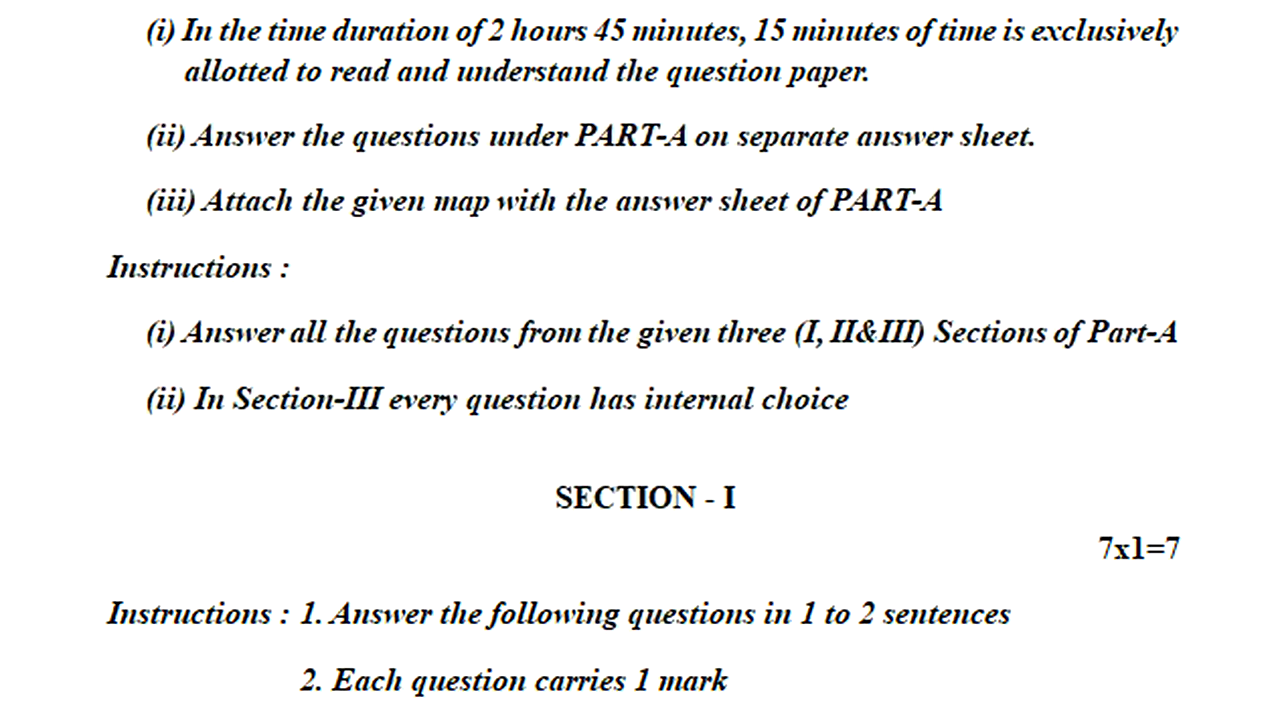 (i) In the time duration of 2 hours 45 minutes, 15 minutes of time is exclusively
allotted to read and understand the question paper.
(ii) Answer the questions under PART-A on separate answer sheet.
(iii) Attach the given map with the answer sheet of PART-A
Instructions :
(i) Answer all the questions from the given three (I, II&III) Sections of Part-A
(ii) In Section-III every question has internal choice
SECTION - I
7x1=7
Instructions : 1. Answer the following questions in 1 to 2 sentences
2. Each question carries 1 mark